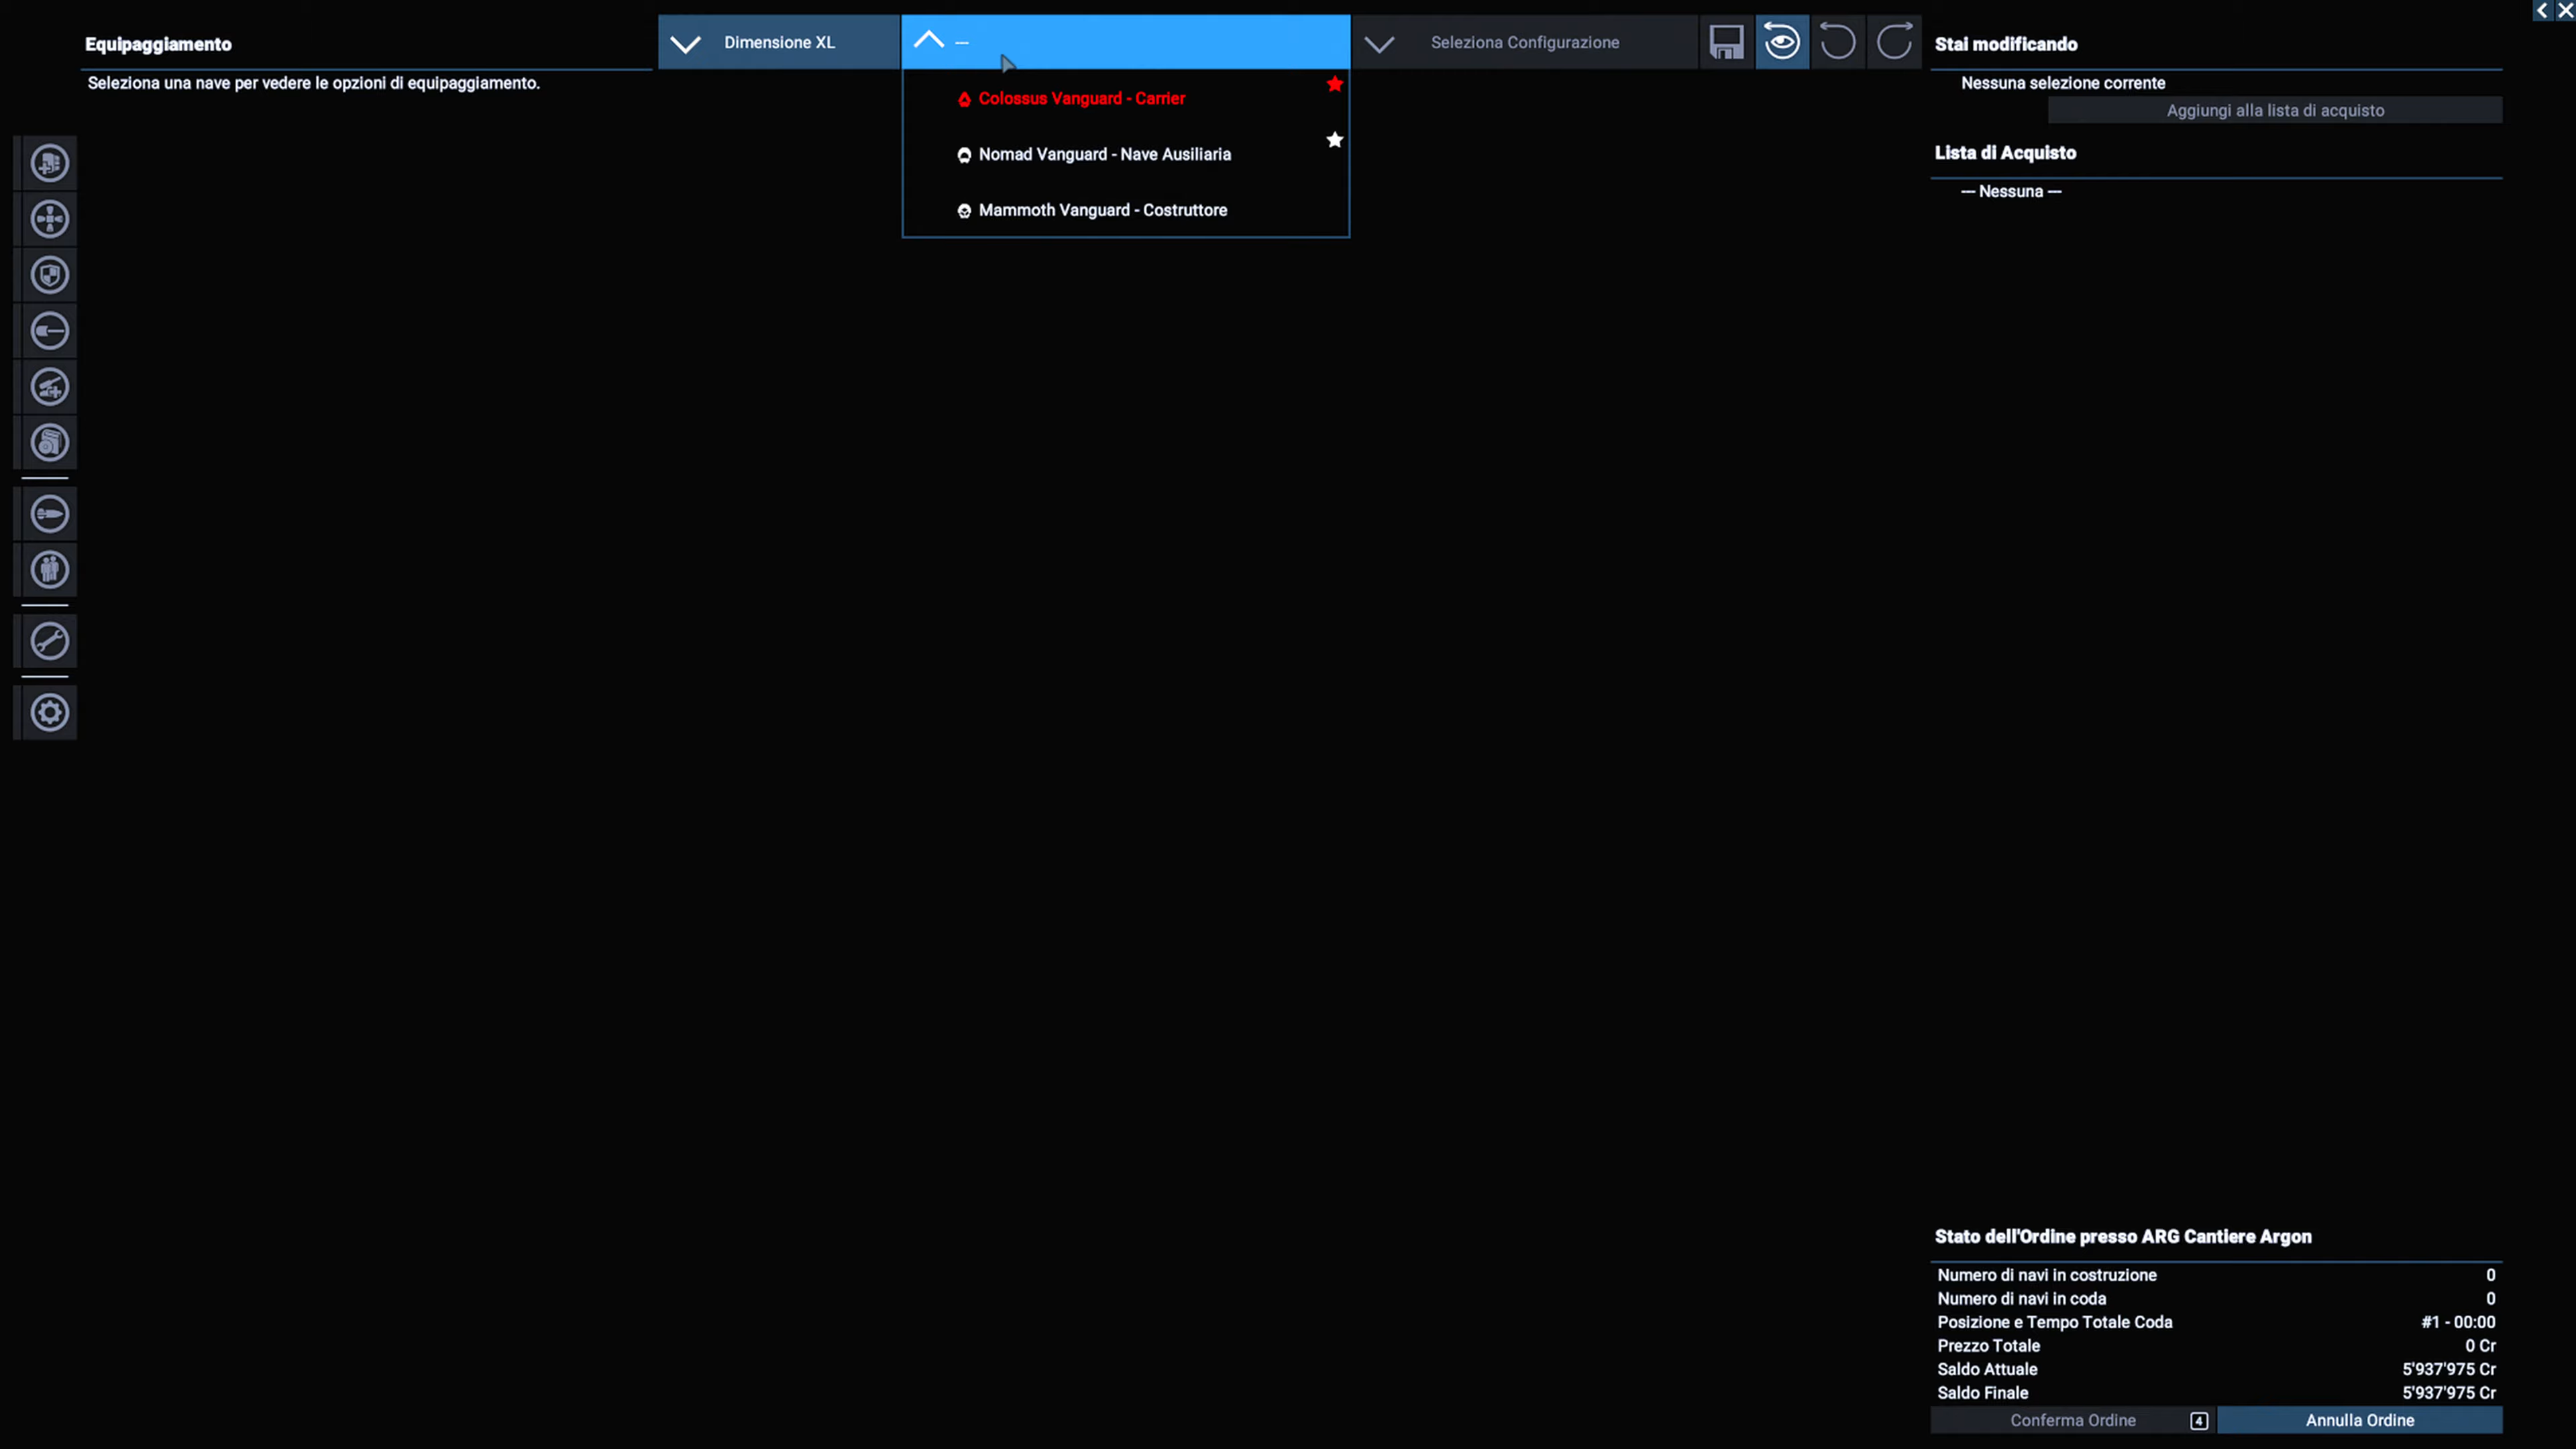 Equipaggiamento
Seleziona una nave per vedere le opzioni di equipaggiamento.
Dimensione XL
---
Seleziona Configurazione
Colossus Vanguard - Carrier
Nomad Vanguard - Nave Ausiliaria
Mammoth Vanguard - Costruttore
Stai modificando
Nessuna selezione corrente
Aggiungi alla lista di acquisto
Lista di Acquisto
--- Nessuna ---
Stato dell'Ordine presso ARG Cantiere Argon
Numero di navi in costruzione 0
Numero di navi in coda 0
Posizione e Tempo Totale Coda #1 - 00:00
Prezzo Totale 0 Cr
Saldo Attuale 5'937'975 Cr
Saldo Finale 5'937'975 Cr
Conferma Ordine 4
Annulla Ordine